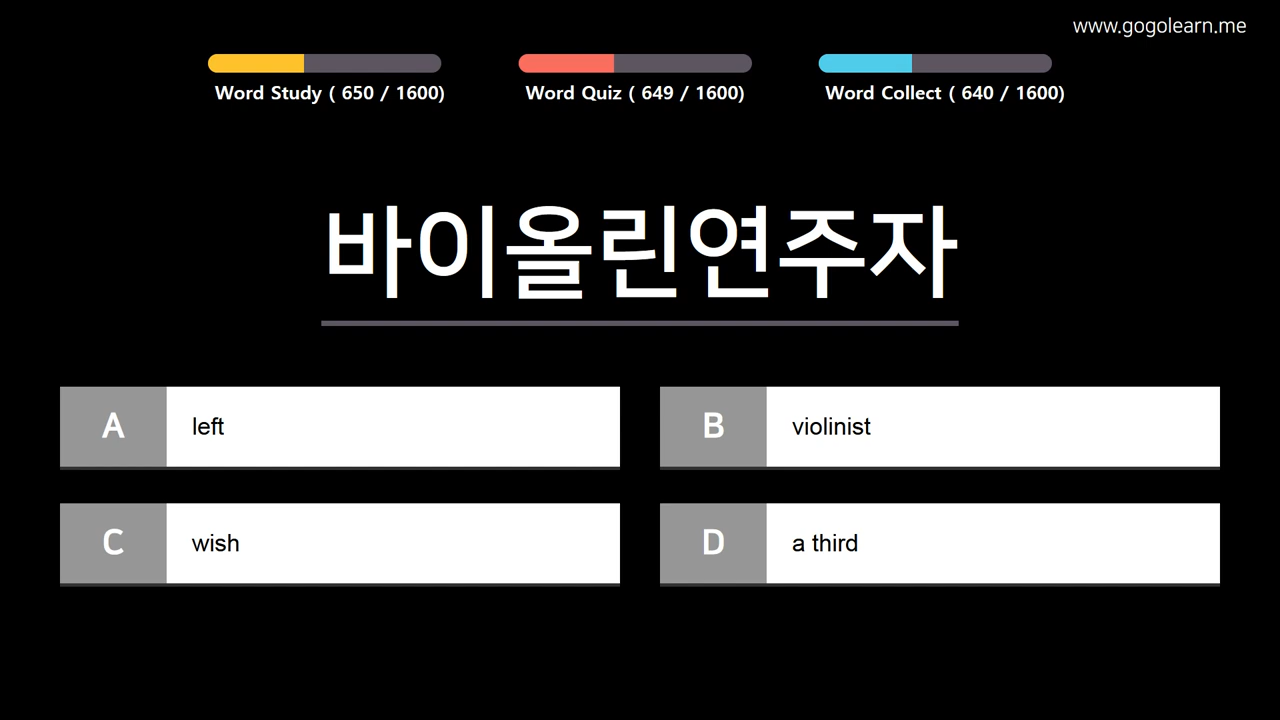 www.gogolearn.me
Word Study ( 650 / 1600)
Word Quiz ( 649 / 1600)
Word Collect ( 640 / 1600)
바이올린연주자
A left
B violinist
C wish
D a third